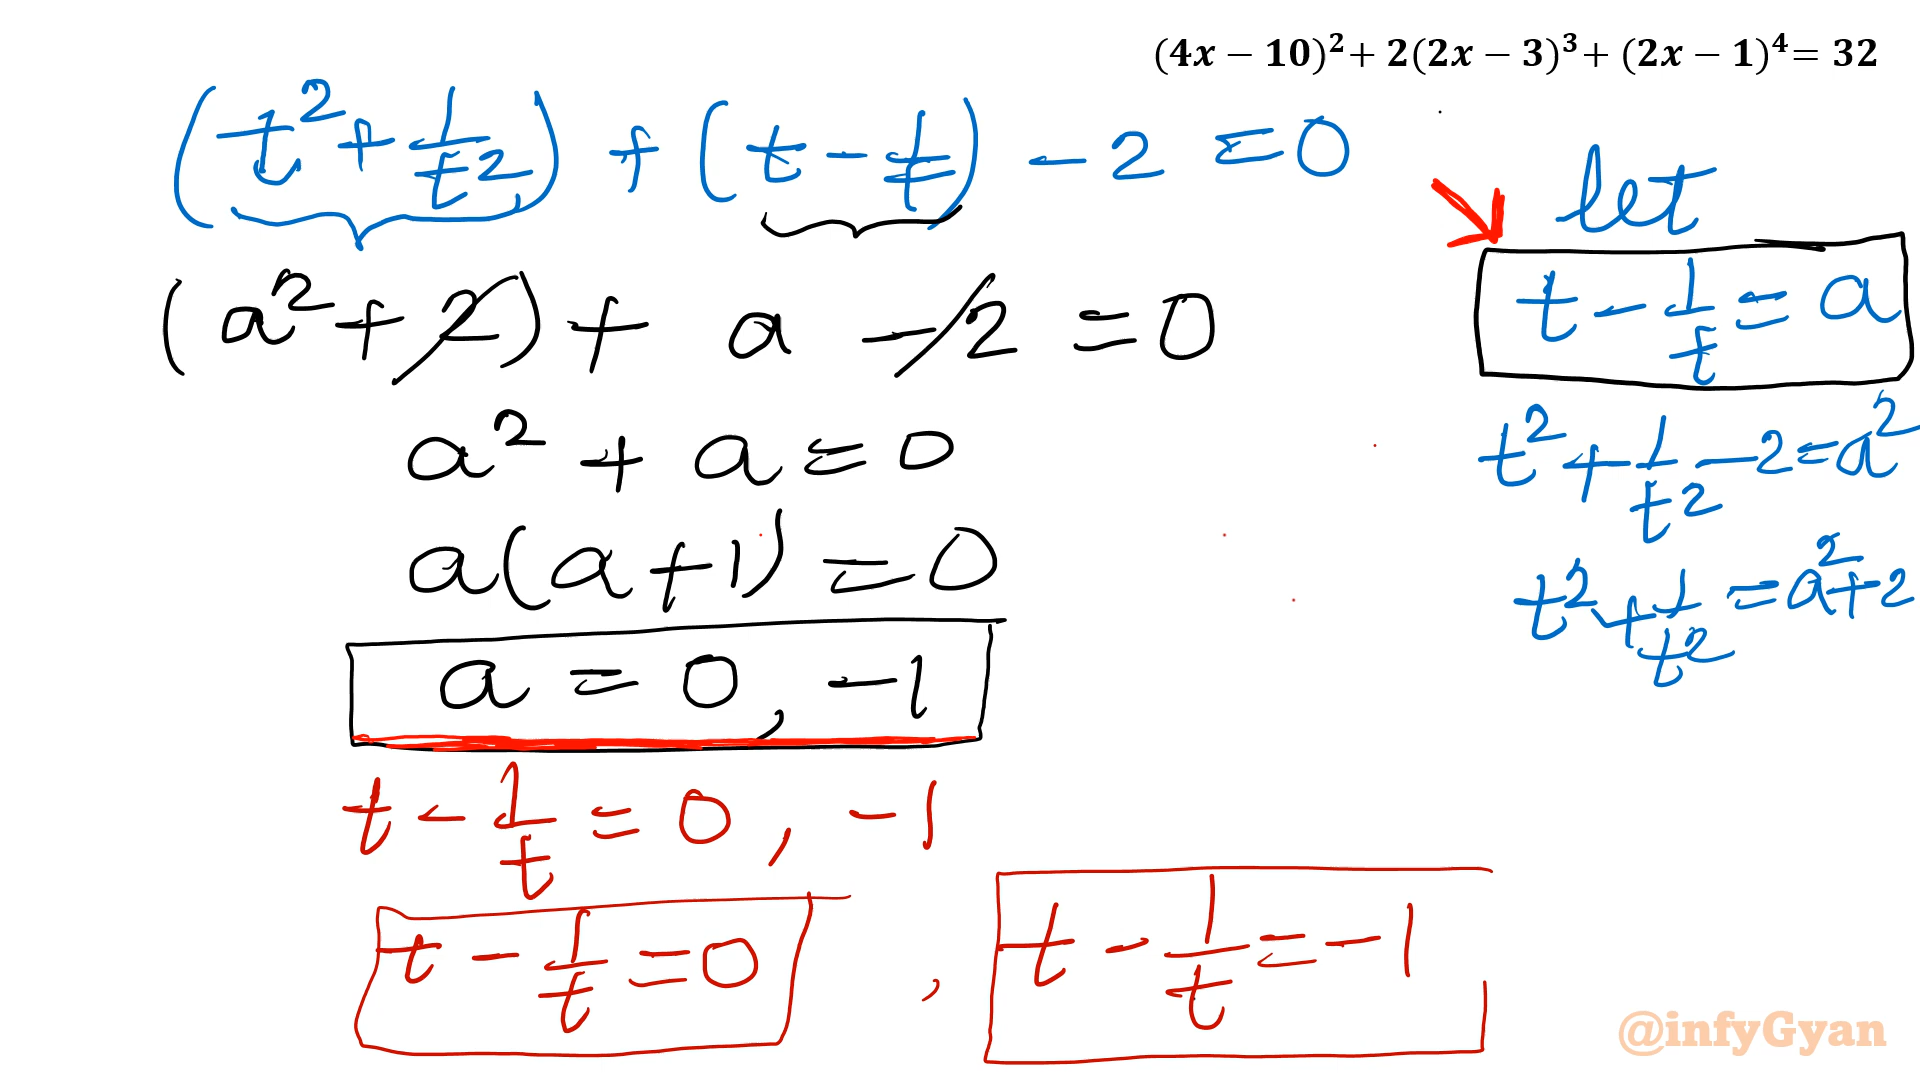 (4x − 10)² + 2(2x − 3)³ + (2x − 1)⁴ = 32
(t² + 1/t²) + (t − 1/t) − 2 = 0
(a² + 2) + a − 2 = 0
a² + a = 0
a(a + 1) = 0
a = 0, −1
t − 1/t = 0, −1
t − 1/t = 0 , t − 1/t = −1
let
t − 1/t = a
t² + 1/t² − 2 = a²
t² + 1/t² = a² + 2
@infyGyan